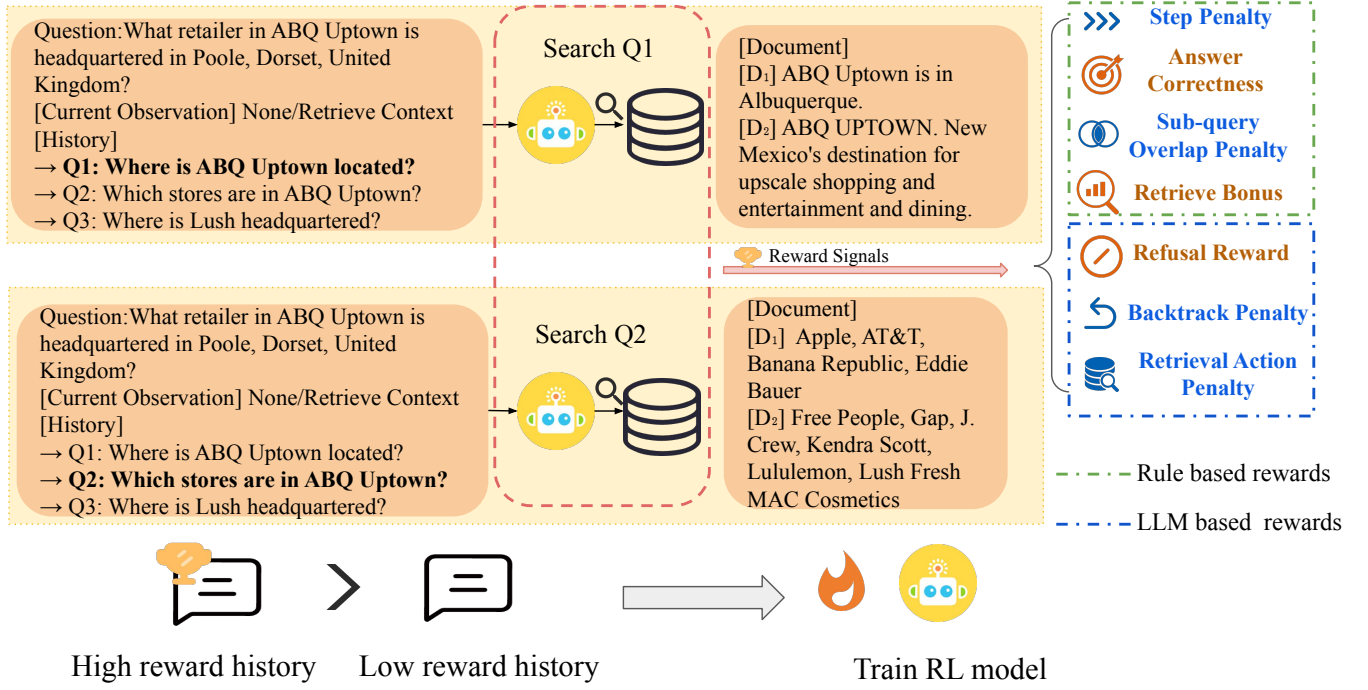 Question:What retailer in ABQ Uptown is
headquartered in Poole, Dorset, United
Kingdom?
[Current Observation] None/Retrieve Context
[History]
→ Q1: Where is ABQ Uptown located?
→ Q2: Which stores are in ABQ Uptown?
→ Q3: Where is Lush headquartered?
Search Q1
[Document]
[D1] ABQ Uptown is in
Albuquerque.
[D2] ABQ UPTOWN. New
Mexico's destination for
upscale shopping and
entertainment and dining.
Reward Signals
Question:What retailer in ABQ Uptown is
headquartered in Poole, Dorset, United
Kingdom?
[Current Observation] None/Retrieve Context
[History]
→ Q1: Where is ABQ Uptown located?
→ Q2: Which stores are in ABQ Uptown?
→ Q3: Where is Lush headquartered?
Search Q2
[Document]
[D1] Apple, AT&T,
Banana Republic, Eddie
Bauer
[D2] Free People, Gap, J.
Crew, Kendra Scott,
Lululemon, Lush Fresh
MAC Cosmetics
Step Penalty
Answer
Correctness
Sub-query
Overlap Penalty
Retrieve Bonus
Refusal Reward
Backtrack Penalty
Retrieval Action
Penalty
Rule based rewards
LLM based rewards
High reward history
Low reward history
Train RL model